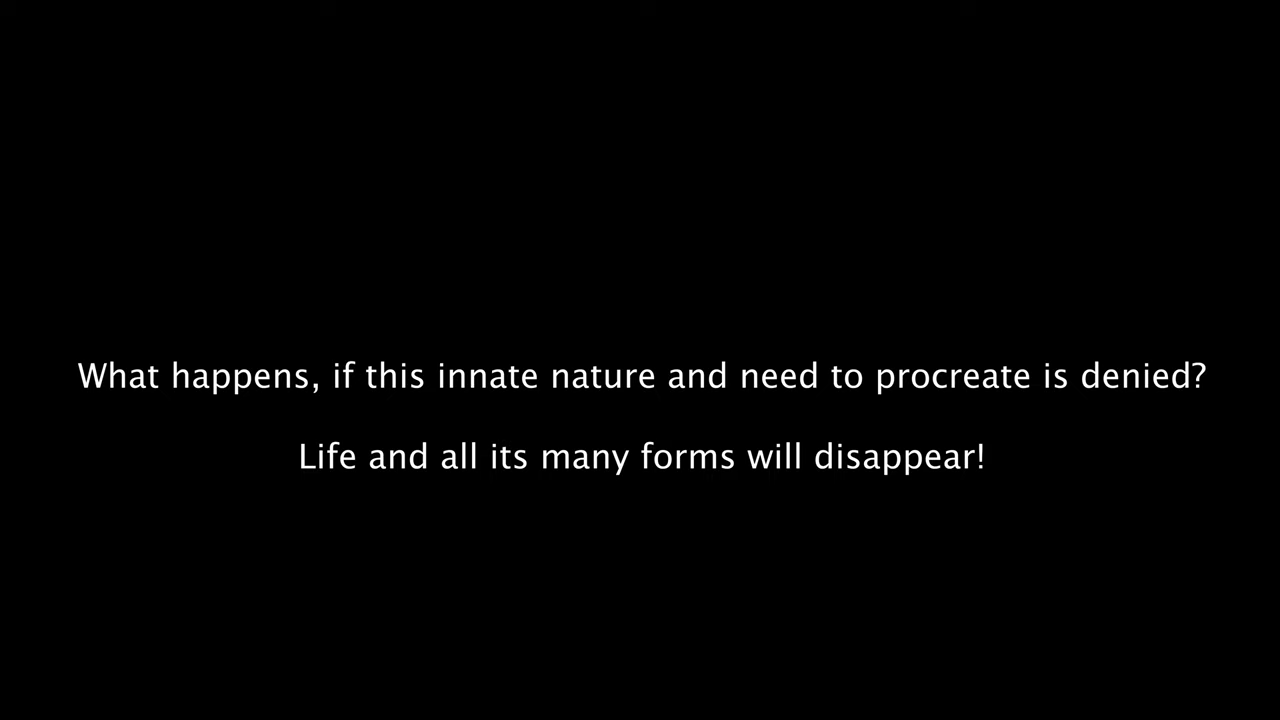 What happens, if this innate nature and need to procreate is denied?
Life and all its many forms will disappear!